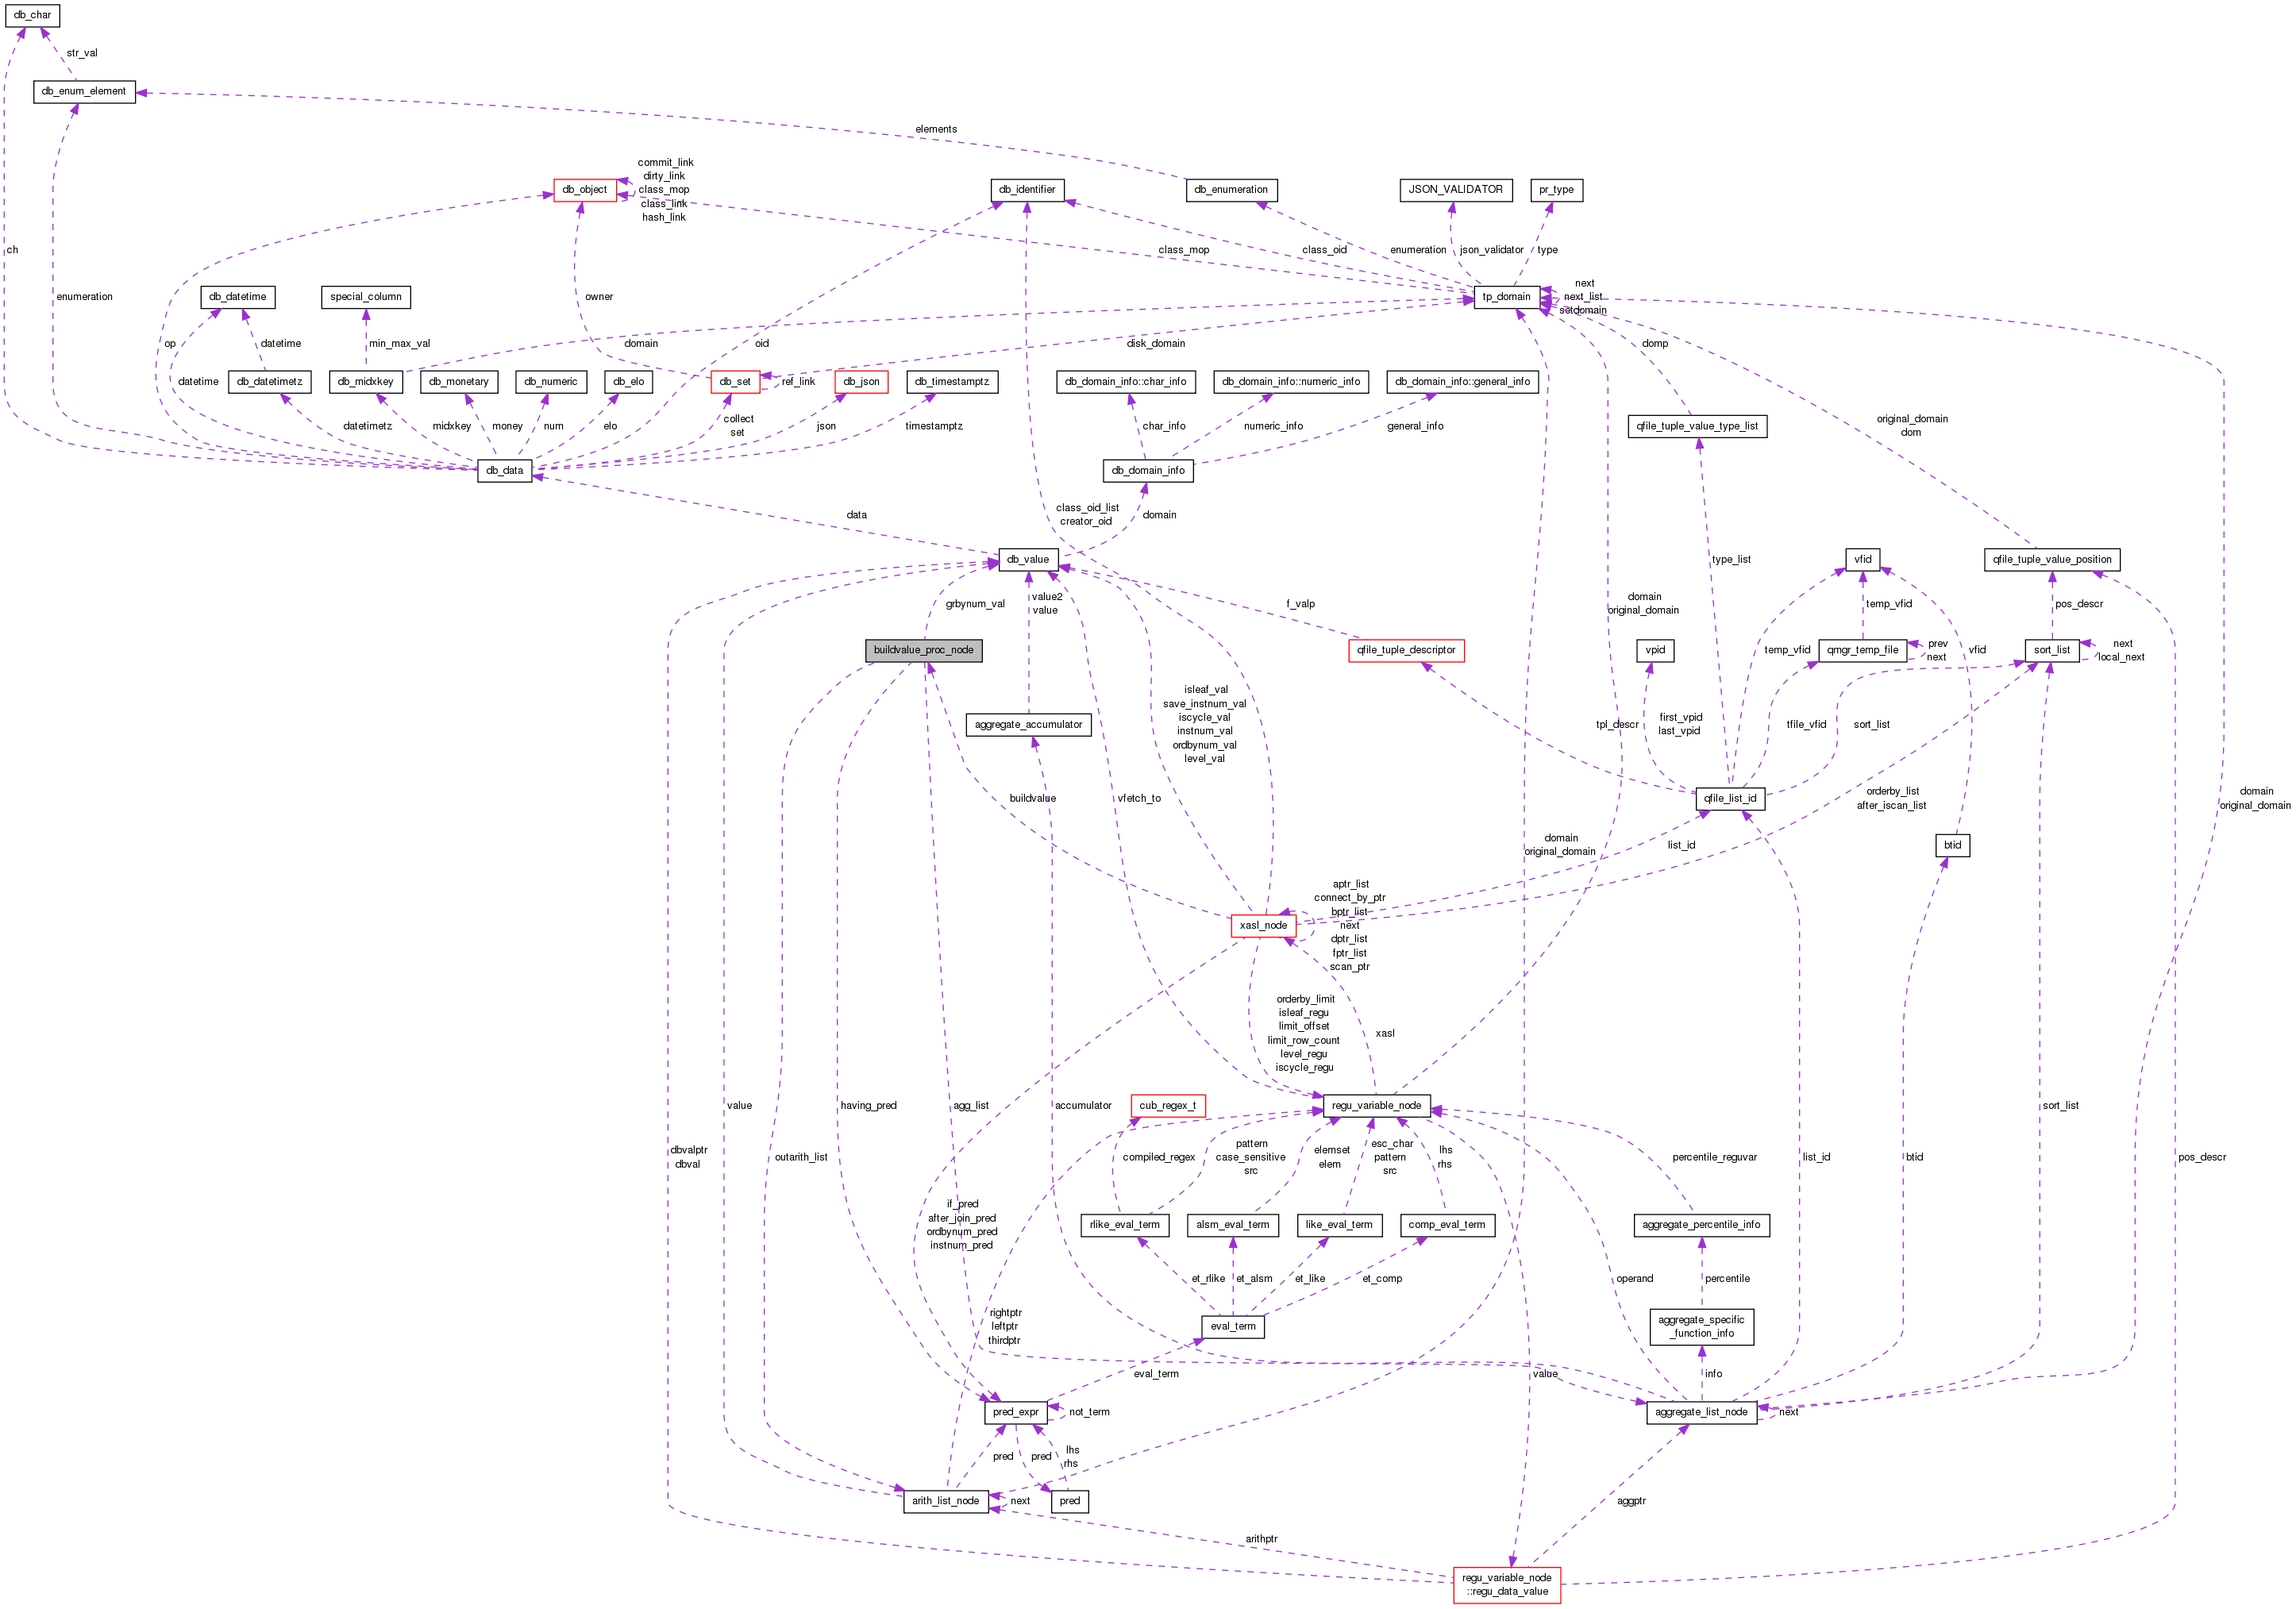 db_char
str_val
db_enum_element
elements
commit_link
dirty_link
class_mop
class_link
hash_link
db_object
db_identifier
db_enumeration
JSON_VALIDATOR
pr_type
ch
class_mop
class_oid
enumeration
json_validator
type
enumeration
db_datetime
special_column
owner
tp_domain
next
next_list
setdomain
op
datetime
min_max_val
domain
oid
disk_domain
domp
datetime
db_datetimetz
db_midxkey
db_monetary
db_numeric
db_elo
db_set
ref_link
db_json
db_timestamptz
db_domain_info::char_info
db_domain_info::numeric_info
db_domain_info::general_info
original_domain
dom
datetimetz
midxkey
money
num
elo
collect
set
json
timestamptz
char_info
numeric_info
general_info
qfile_tuple_value_type_list
db_data
db_domain_info
data
class_oid_list
creator_oid
domain
db_value
type_list
vfid
qfile_tuple_value_position
grbynum_val
value2
value
f_valp
domain
original_domain
temp_vfid
pos_descr
buildvalue_proc_node
qfile_tuple_descriptor
vpid
temp_vfid
qmgr_temp_file
prev
next
vfid
sort_list
next
local_next
isleaf_val
save_instnum_val
iscycle_val
instnum_val
ordbynum_val
level_val
aggregate_accumulator
tpl_descr
first_vpid
last_vpid
tfile_vfid
sort_list
buildvalue
vfetch_to
qfile_list_id
orderby_list
after_iscan_list
domain
original_domain
domain
original_domain
list_id
btid
aptr_list
connect_by_ptr
bptr_list
next
dptr_list
fptr_list
scan_ptr
xasl_node
orderby_limit
isleaf_regu
limit_offset
limit_row_count
level_regu
iscycle_regu
xasl
value
having_pred
agg_list
accumulator
cub_regex_t
regu_variable_node
sort_list
dbvalptr
dbval
outarith_list
compiled_regex
pattern
case_sensitive
src
elemset
elem
esc_char
pattern
src
lhs
rhs
percentile_reguvar
list_id
btid
pos_descr
if_pred
after_join_pred
ordbynum_pred
instnum_pred
rlike_eval_term
alsm_eval_term
like_eval_term
comp_eval_term
aggregate_percentile_info
et_rlike
et_alsm
et_like
et_comp
operand
percentile
rightptr
leftptr
thirdptr
eval_term
aggregate_specific
_function_info
eval_term
value
info
pred_expr
not_term
aggregate_list_node
next
pred
pred
lhs
rhs
arith_list_node
next
pred
aggptr
arithptr
regu_variable_node
::regu_data_value